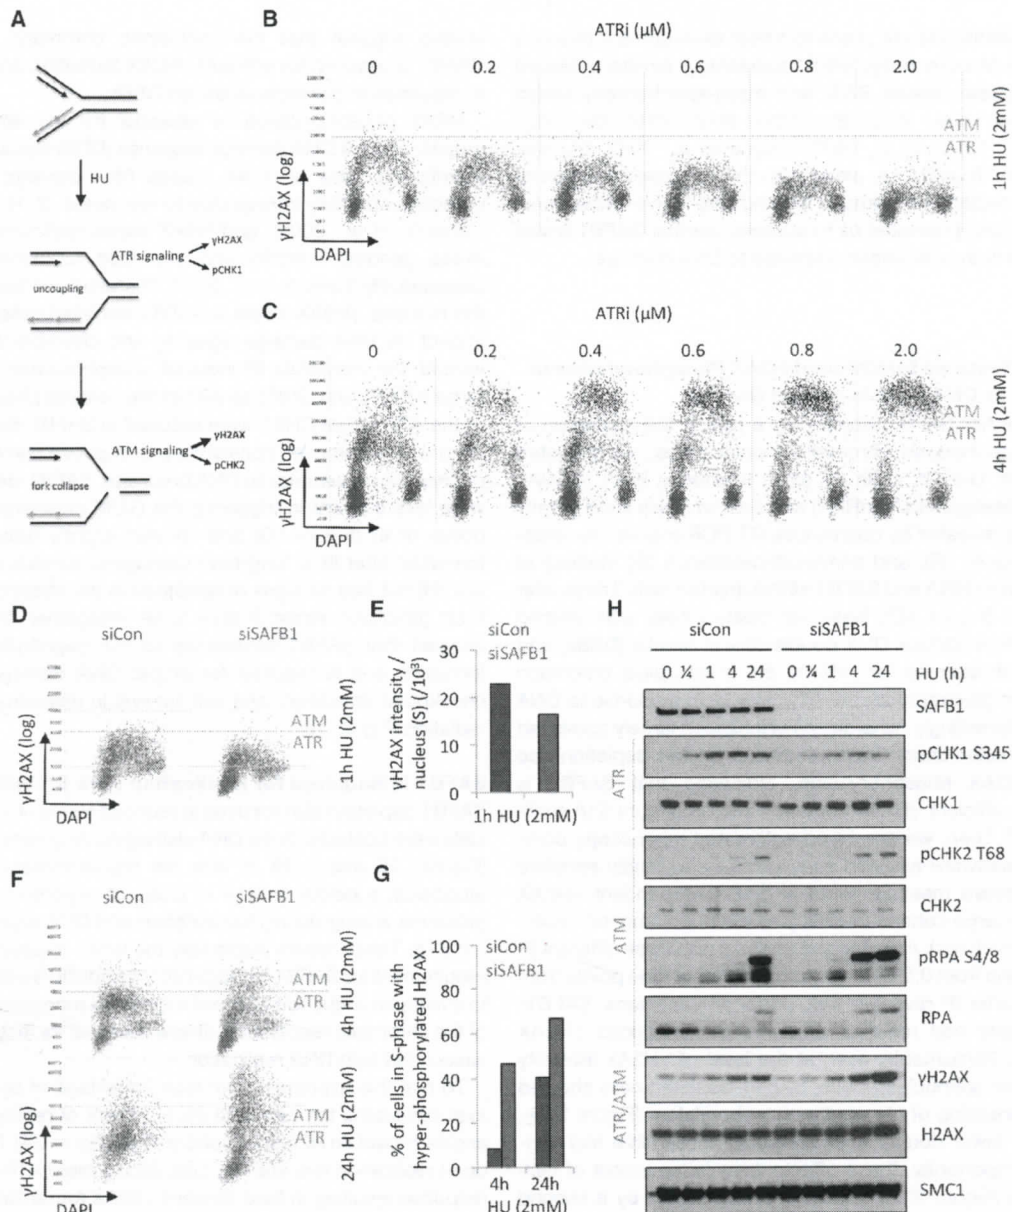 A
HU
ATR signaling
γH2AX
pCHK1
uncoupling
ATM signaling
γH2AX
pCHK2
fork collapse
B
ATRi (μM)
0 0.2 0.4 0.6 0.8 2.0
γH2AX (log)
DAPI
ATM
ATR
1h HU (2mM)
C
ATRi (μM)
0 0.2 0.4 0.6 0.8 2.0
γH2AX (log)
DAPI
ATM
ATR
4h HU (2mM)
D
siCon siSAFB1
γH2AX (log)
DAPI
ATM
ATR
1h HU (2mM)
E
siCon
siSAFB1
γH2AX intensity /
nucleus (S) (/10³)
30
20
10
0
1h HU (2mM)
F
siCon siSAFB1
ATM
ATR
4h HU (2mM)
γH2AX (log)
DAPI
ATM
ATR
24h HU (2mM)
G
siCon
siSAFB1
% of cells in S-phase with
hyper-phosphorylated H2AX
100
80
60
40
20
0
4h 24h
HU (2mM)
H
siCon siSAFB1
0 ¼ 1 4 24 0 ¼ 1 4 24 HU (h)
SAFB1
pCHK1 S345
ATR
CHK1
pCHK2 T68
CHK2
ATM
pRPA S4/8
RPA
γH2AX
ATR/ATM
H2AX
SMC1